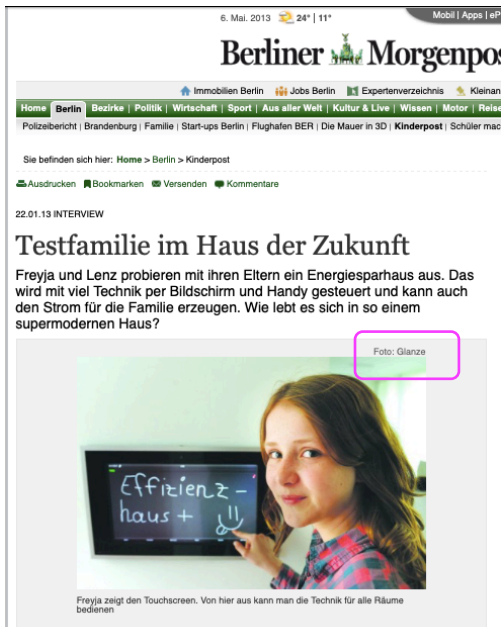 6. Mai. 2013 24° | 11°
Mobil | Apps | eP
Berliner Morgenpos
Immobilien Berlin Jobs Berlin Expertenverzeichnis Kleinan
Home Berlin Bezirke | Politik | Wirtschaft | Sport | Aus aller Welt | Kultur & Live | Wissen | Motor | Reise
Polizeibericht | Brandenburg | Familie | Start-ups Berlin | Flughafen BER | Die Mauer in 3D | Kinderpost | Schüler mac
Sie befinden sich hier: Home > Berlin > Kinderpost
Ausdrucken Bookmarken Versenden Kommentare
22.01.13 INTERVIEW
Testfamilie im Haus der Zukunft
Freyja und Lenz probieren mit ihren Eltern ein Energiesparhaus aus. Das
wird mit viel Technik per Bildschirm und Handy gesteuert und kann auch
den Strom für die Familie erzeugen. Wie lebt es sich in so einem
supermodernen Haus?
Foto: Glanze
Effizienz-
haus +
Freyja zeigt den Touchscreen. Von hier aus kann man die Technik für alle Räume
bedienen